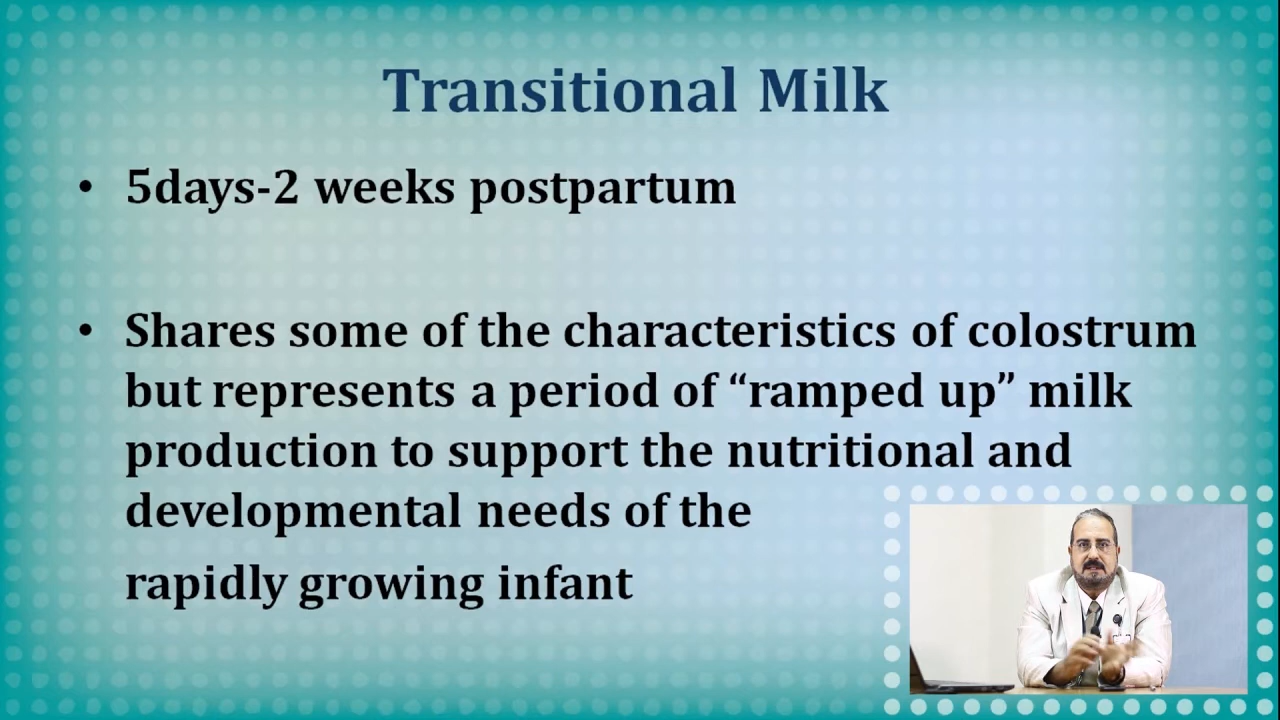 Transitional Milk
• 5days-2 weeks postpartum
• Shares some of the characteristics of colostrum
but represents a period of “ramped up” milk
production to support the nutritional and
developmental needs of the
rapidly growing infant